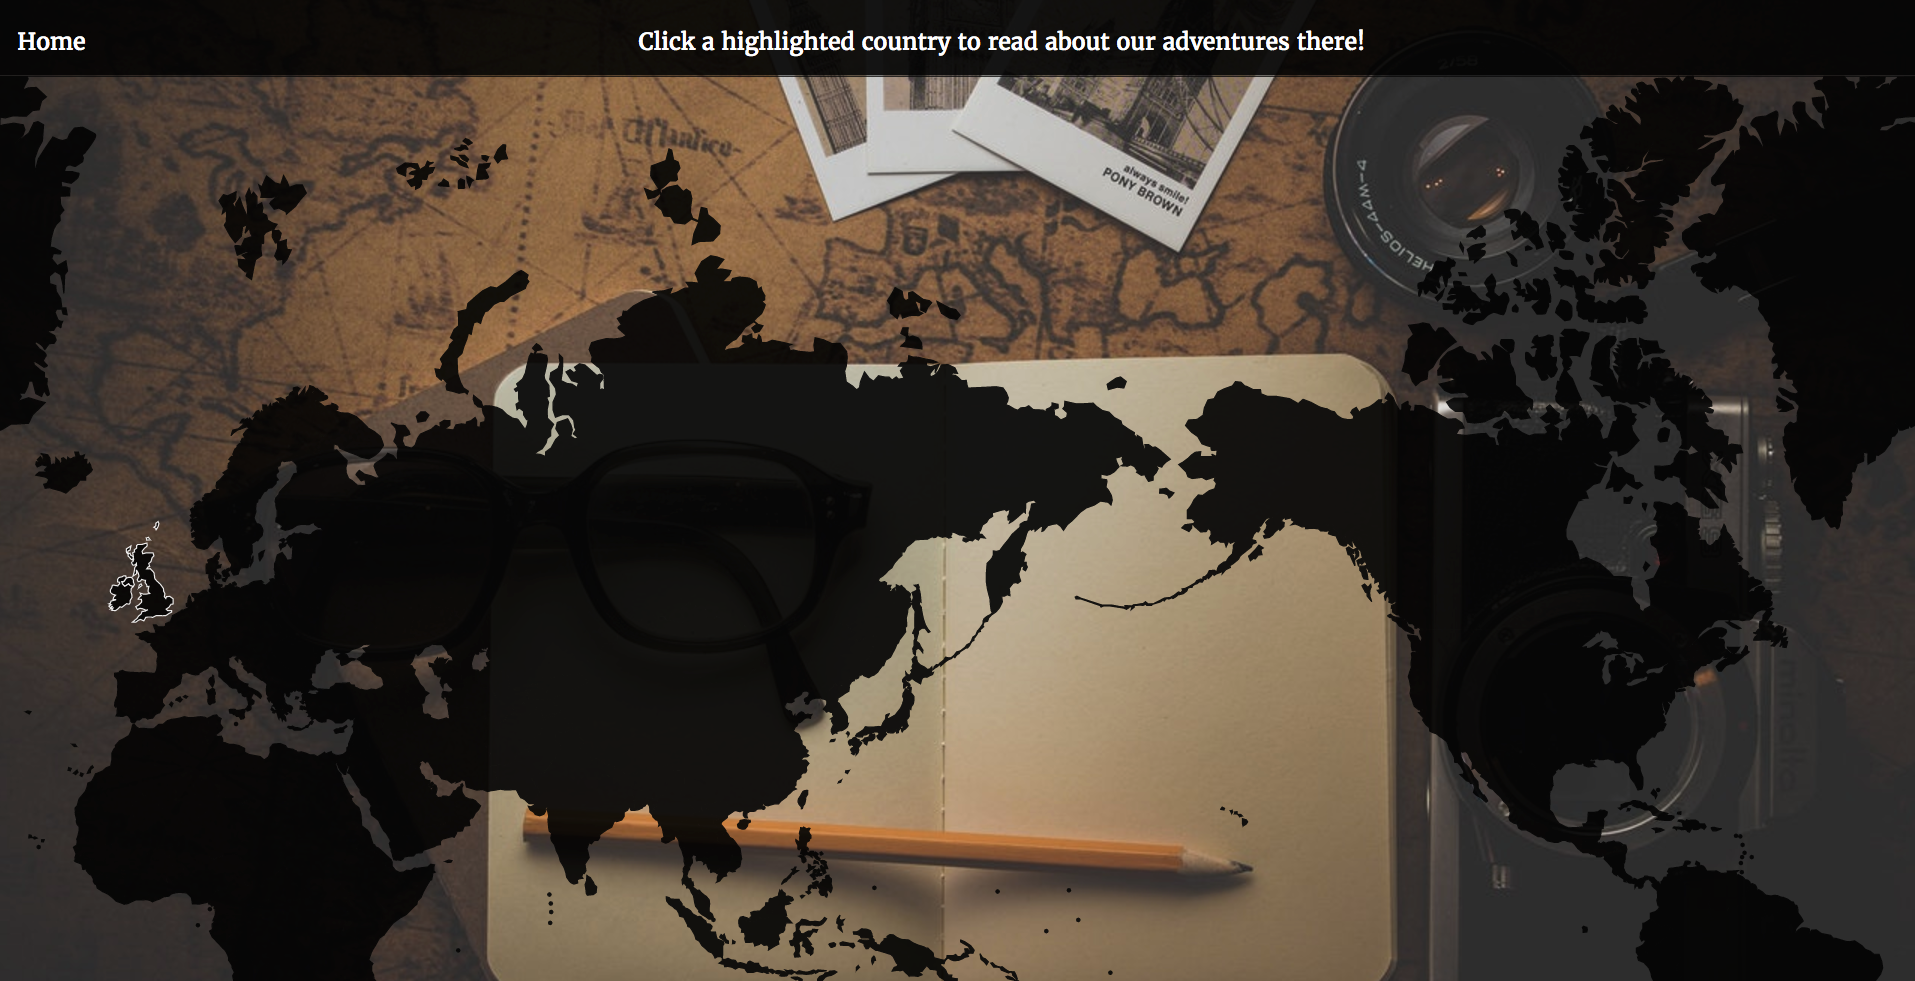 Home
Click a highlighted country to read about our adventures there!
always smile!
PONY BROWN
HELIOS-44M-4